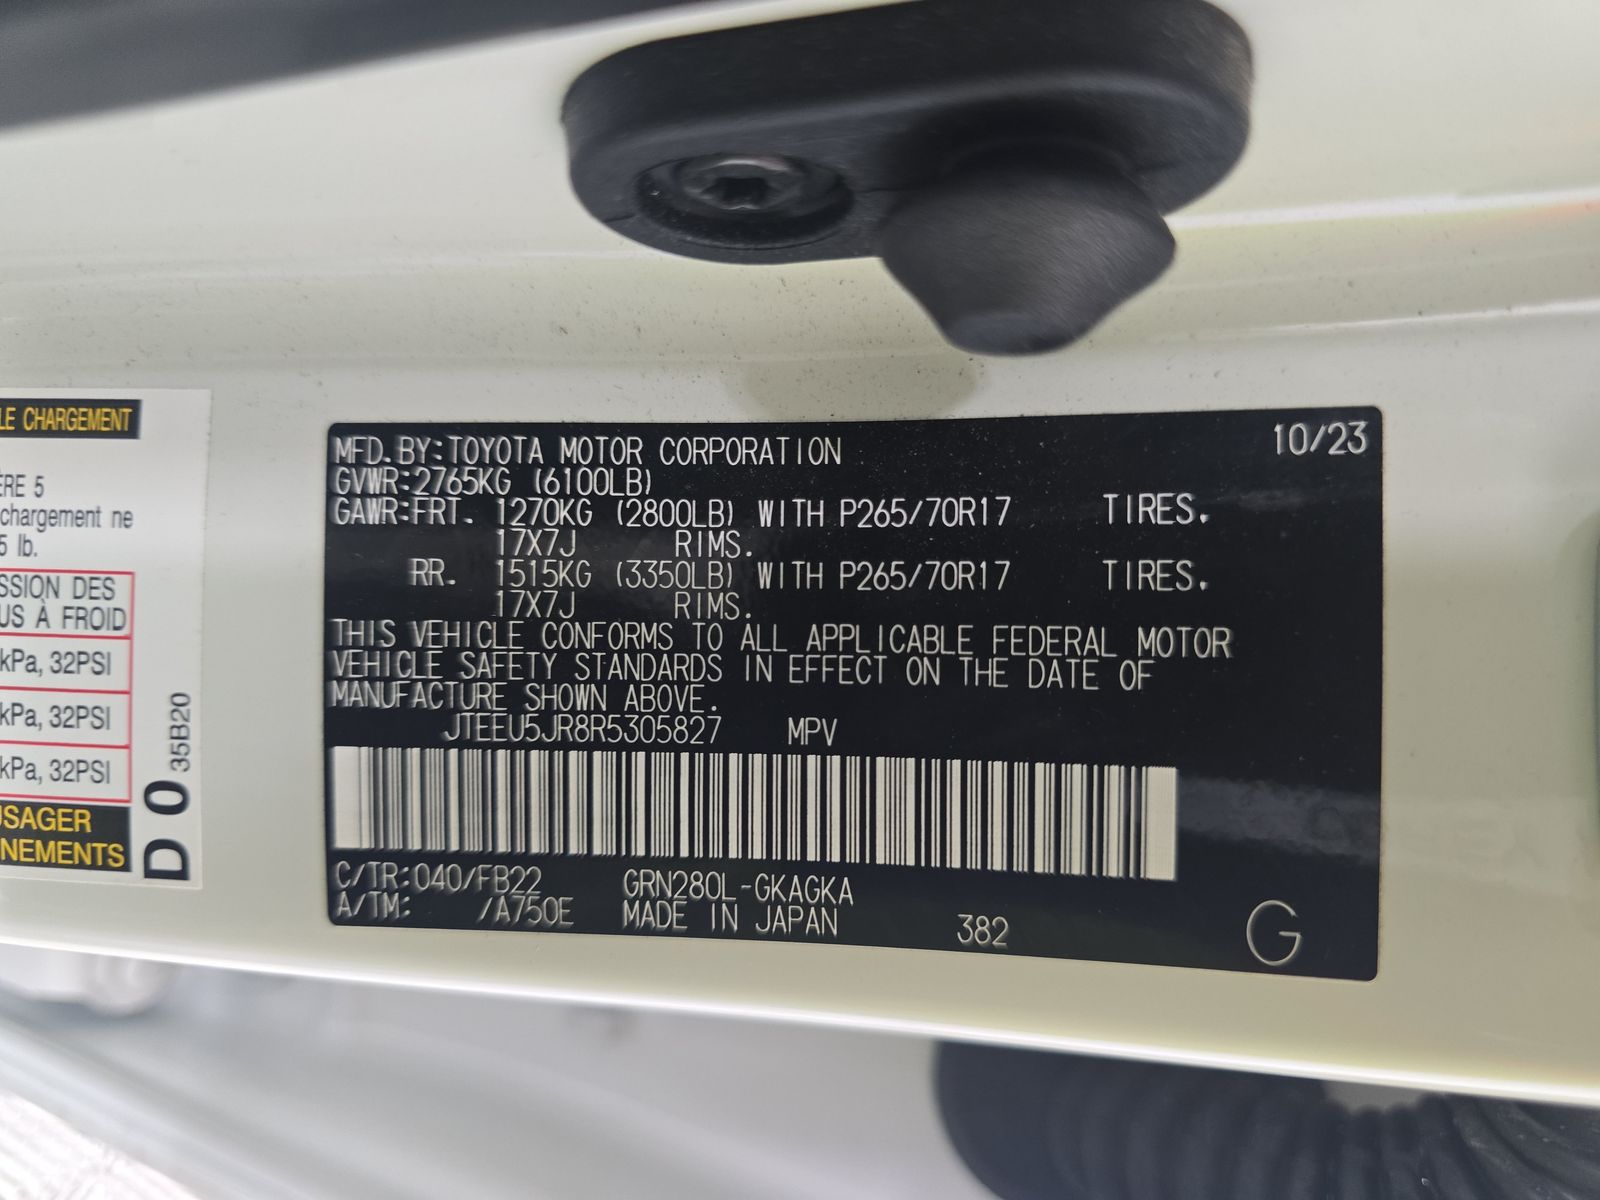 LE CHARGEMENT
ÈRE 5
chargement ne
5 lb.
SSION DES
US À FROID
kPa, 32PSI
kPa, 32PSI
kPa, 32PSI
USAGER
NEMENTS
D 0 35B20
MFD.BY:TOYOTA MOTOR CORPORATION 10/23
GVWR:2765KG (6100LB)
GAWR:FRT. 1270KG (2800LB) WITH P265/70R17 TIRES.
17X7J RIMS.
RR. 1515KG (3350LB) WITH P265/70R17 TIRES.
17X7J RIMS.
THIS VEHICLE CONFORMS TO ALL APPLICABLE FEDERAL MOTOR
VEHICLE SAFETY STANDARDS IN EFFECT ON THE DATE OF
MANUFACTURE SHOWN ABOVE.
JTEEU5JR8R5305827 MPV
C/TR:040/FB22 GRN280L-GKAGKA
A/TM: /A750E MADE IN JAPAN 382 G